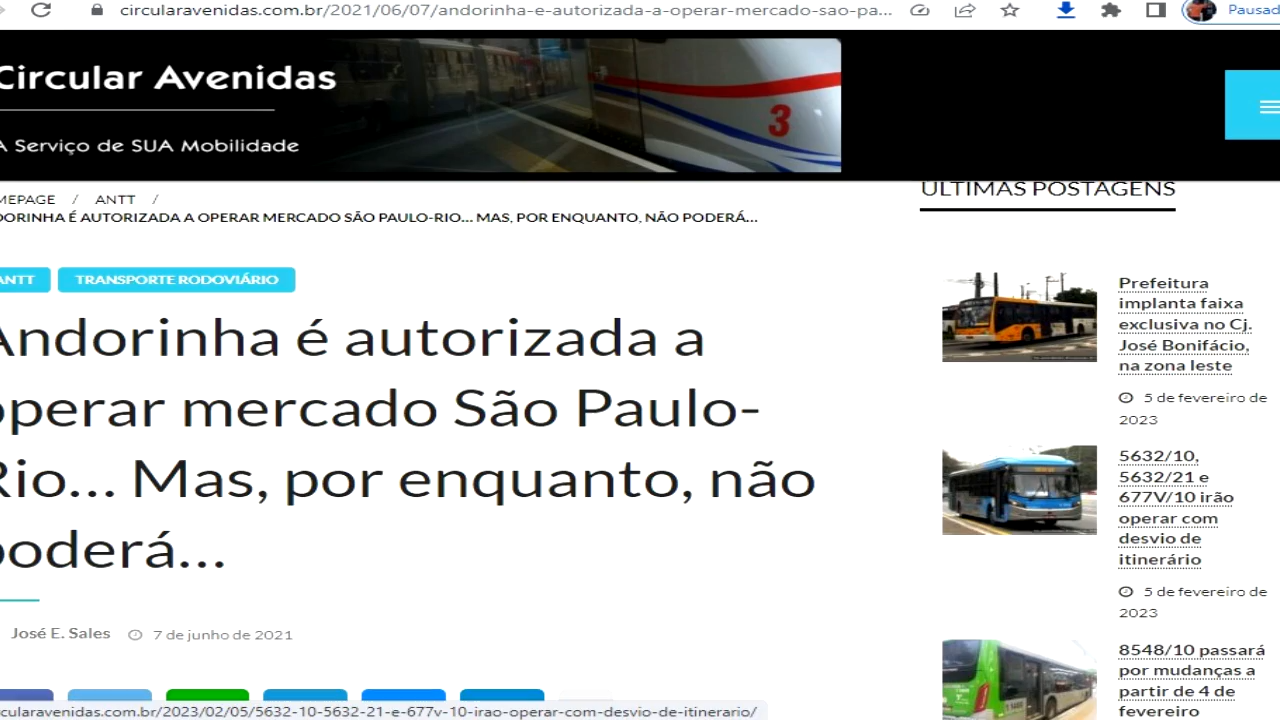 circularavenidas.com.br/2021/06/07/andorinha-e-autorizada-a-operar-mercado-sao-pa...
Pausad
Circular Avenidas
A Serviço de SUA Mobilidade
3
MEPAGE / ANTT /
DORINHA É AUTORIZADA A OPERAR MERCADO SÃO PAULO-RIO... MAS, POR ENQUANTO, NÃO PODERÁ...
ANTT TRANSPORTE RODOVIÁRIO
Andorinha é autorizada a
operar mercado São Paulo-
Rio... Mas, por enquanto, não
poderá...
José E. Sales 7 de junho de 2021
ÚLTIMAS POSTAGENS
Prefeitura
implanta faixa
exclusiva no Cj.
José Bonifácio,
na zona leste
5 de fevereiro de
2023
5632/10,
5632/21 e
677V/10 irão
operar com
desvio de
itinerário
5 de fevereiro de
2023
8548/10 passará
por mudanças a
partir de 4 de
fevereiro
rcularavenidas.com.br/2023/02/05/5632-10-5632-21-e-677v-10-irao-operar-com-desvio-de-itinerario/